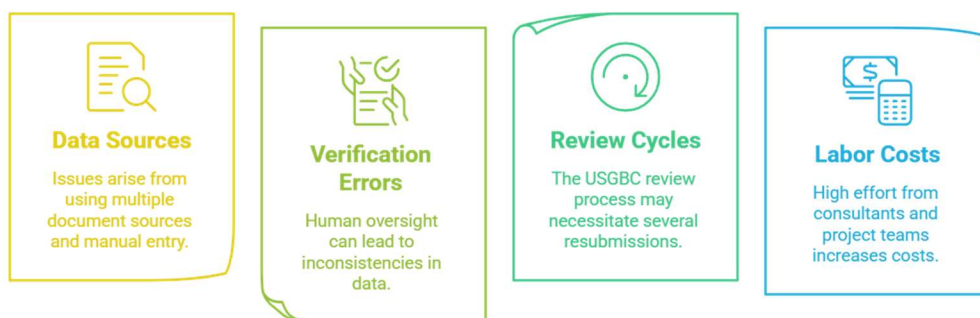 Data Sources
Issues arise from
using multiple
document sources
and manual entry.
Verification
Errors
Human oversight
can lead to
inconsistencies in
data.
Review Cycles
The USGBC review
process may
necessitate several
resubmissions.
$
Labor Costs
High effort from
consultants and
project teams
increases costs.